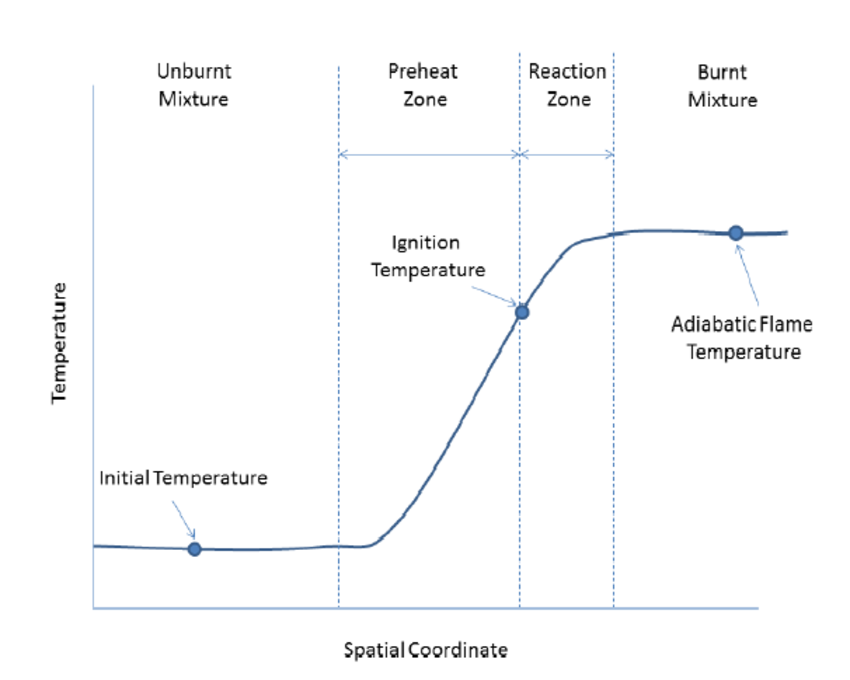 Unburnt
Mixture
Preheat
Zone
Reaction
Zone
Burnt
Mixture
Ignition
Temperature
Adiabatic Flame
Temperature
Temperature
Initial Temperature
Spatial Coordinate